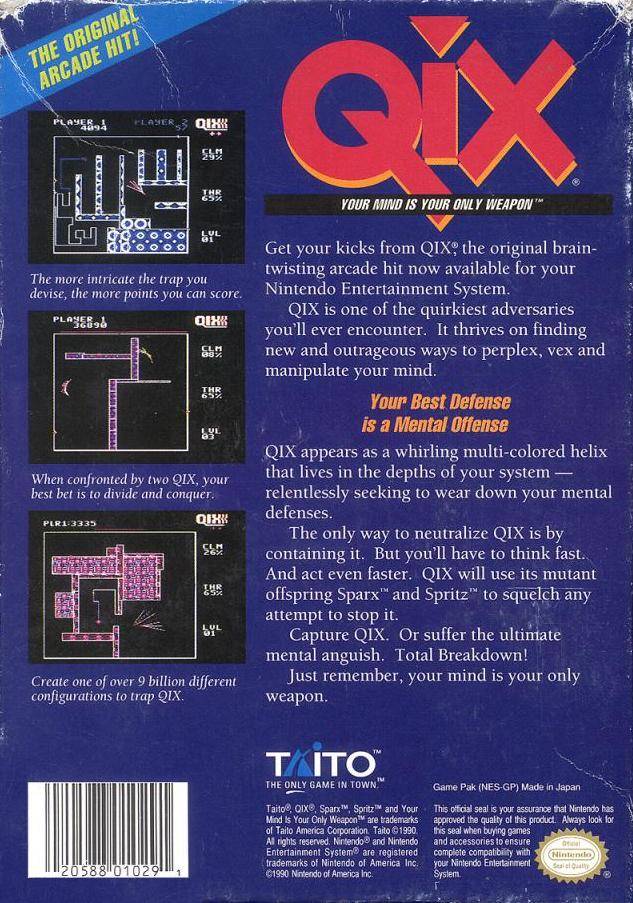 THE ORIGINAL
ARCADE HIT!
QIX®
YOUR MIND IS YOUR ONLY WEAPON™
PLAYER 1
4094
PLAYER 2
57
QIX
CLM
29%
THR
65%
LVL
01
The more intricate the trap you
devise, the more points you can score.
PLAYER 1
36890
QIX
CLM
08%
THR
65%
LVL
03
When confronted by two QIX, your
best bet is to divide and conquer.
PLR1:3335
QIX
CLM
26%
THR
65%
LVL
01
Create one of over 9 billion different
configurations to trap QIX.
Get your kicks from QIX®, the original brain-
twisting arcade hit now available for your
Nintendo Entertainment System.
QIX is one of the quirkiest adversaries
you'll ever encounter. It thrives on finding
new and outrageous ways to perplex, vex and
manipulate your mind.
Your Best Defense
is a Mental Offense
QIX appears as a whirling multi-colored helix
that lives in the depths of your system —
relentlessly seeking to wear down your mental
defenses.
The only way to neutralize QIX is by
containing it. But you'll have to think fast.
And act even faster. QIX will use its mutant
offspring Sparx™ and Spritz™ to squelch any
attempt to stop it.
Capture QIX. Or suffer the ultimate
mental anguish. Total Breakdown!
Just remember, your mind is your only
weapon.
TAITO™
THE ONLY GAME IN TOWN.™
Taito®, QIX®, Sparx™, Spritz™ and Your
Mind Is Your Only Weapon™ are trademarks
of Taito America Corporation. Taito ©1990.
All rights reserved. Nintendo® and Nintendo
Entertainment System® are registered
trademarks of Nintendo of America Inc.
©1990 Nintendo of America Inc.
Game Pak (NES-GP) Made in Japan
This official seal is your assurance that Nintendo has
approved the quality of this product. Always look for
this seal when buying games
and accessories to ensure
complete compatibility with
your Nintendo Entertainment
System.
Official
Nintendo
Seal of Quality
®
20588 01029 1